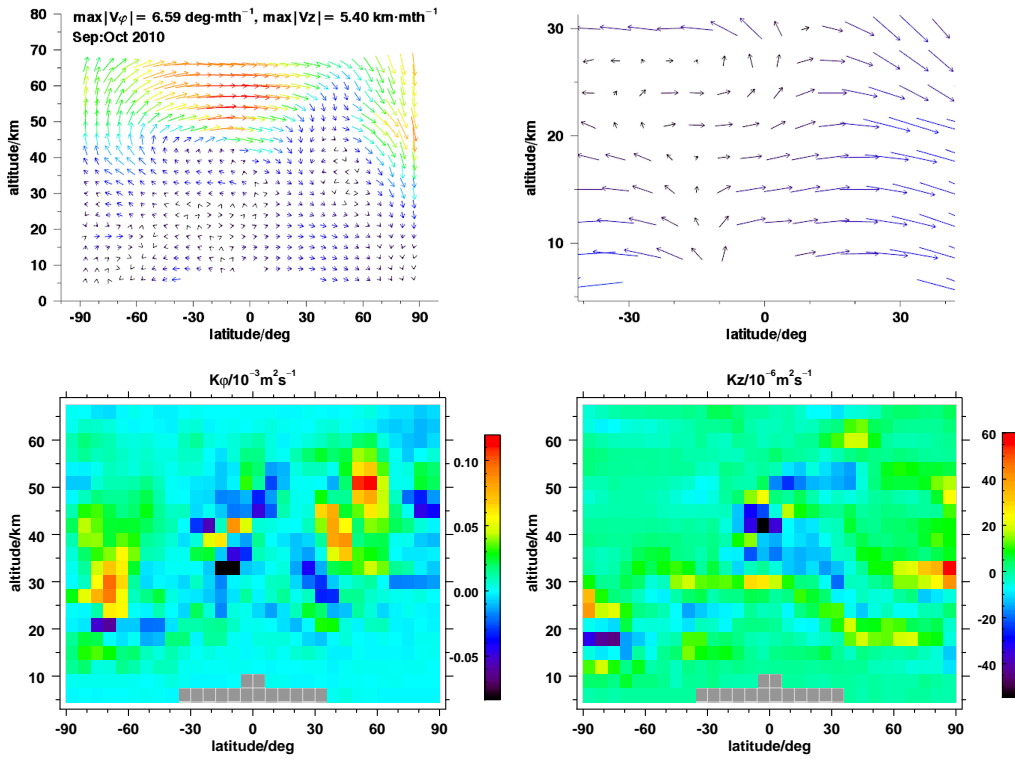 max|Vφ|= 6.59 deg·mth⁻¹, max|Vz|= 5.40 km·mth⁻¹
Sep:Oct 2010
80
70
60
50
40
30
20
10
0
altitude/km
-90 -60 -30 0 30 60 90
latitude/deg
30
20
10
altitude/km
-30 0 30
latitude/deg
Kφ/10⁻³m²s⁻¹
60
50
40
30
20
10
altitude/km
-90 -60 -30 0 30 60 90
latitude/deg
0.10
0.05
0.00
-0.05
Kz/10⁻⁶m²s⁻¹
60
50
40
30
20
10
altitude/km
-90 -60 -30 0 30 60 90
latitude/deg
60
40
20
0
-20
-40